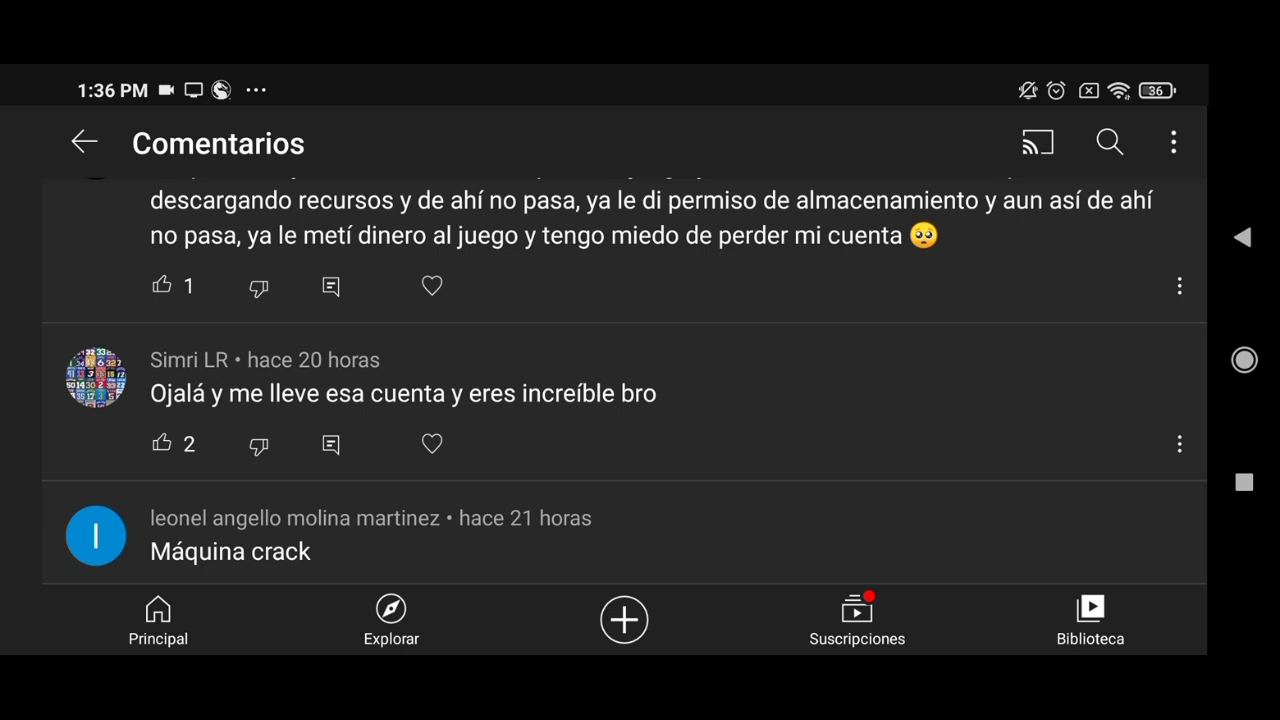 1:36 PM
36
Comentarios
descargando recursos y de ahí no pasa, ya le di permiso de almacenamiento y aun así de ahí
no pasa, ya le metí dinero al juego y tengo miedo de perder mi cuenta 🥺
1
Simri LR • hace 20 horas
Ojalá y me lleve esa cuenta y eres increíble bro
2
l
leonel angello molina martinez • hace 21 horas
Máquina crack
Principal
Explorar
Suscripciones
Biblioteca